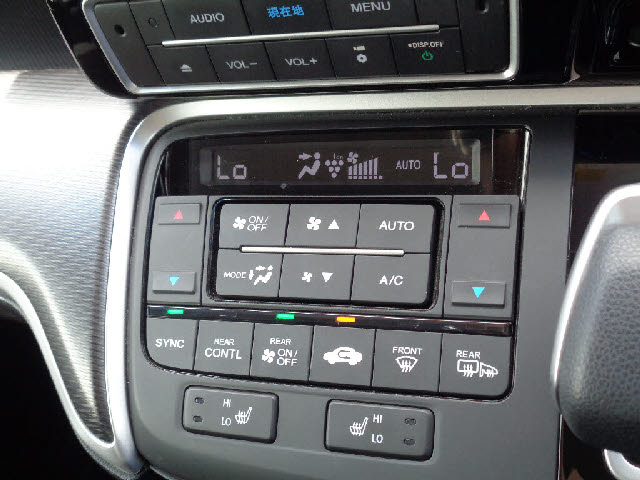 AUDIO 現在地 MENU
VOL− VOL+ ✱DISP.OFF
Lo AUTO Lo
ON/OFF AUTO
MODE A/C
SYNC REAR CONTL REAR ON/OFF FRONT REAR
HI HI
LO LO